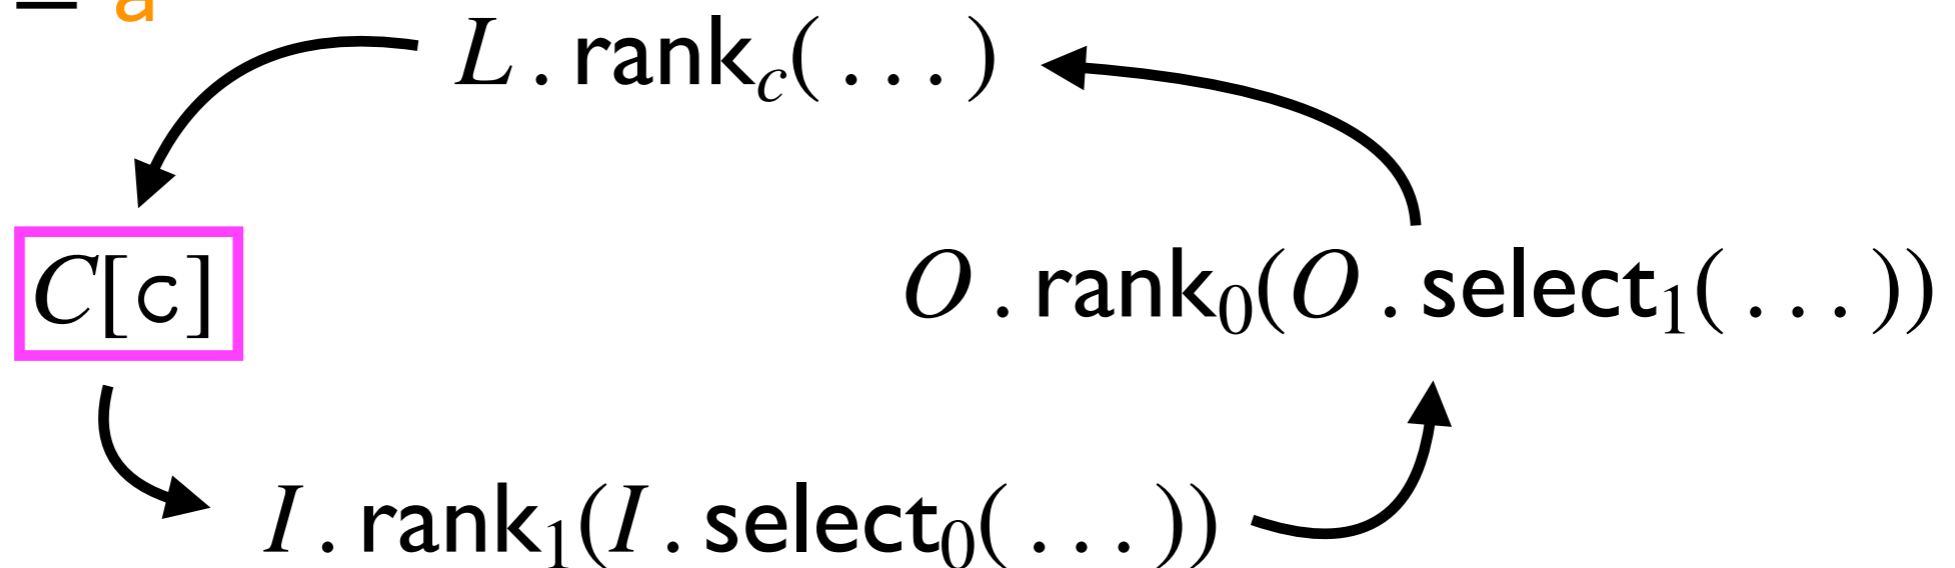 = a
L . rank_c(...)
C[c]
O . rank_0(O . select_1(...))
I . rank_1(I . select_0(...))